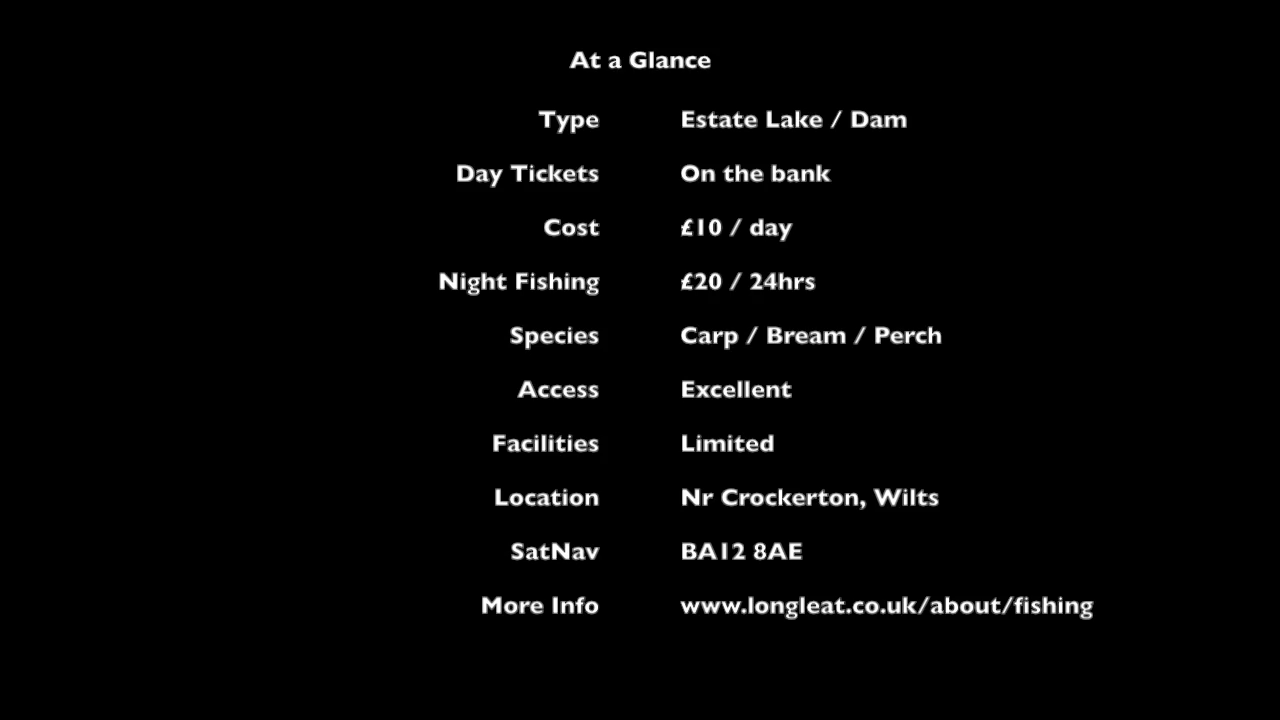 At a Glance
Type Estate Lake / Dam
Day Tickets On the bank
Cost £10 / day
Night Fishing £20 / 24hrs
Species Carp / Bream / Perch
Access Excellent
Facilities Limited
Location Nr Crockerton, Wilts
SatNav BA12 8AE
More Info www.longleat.co.uk/about/fishing